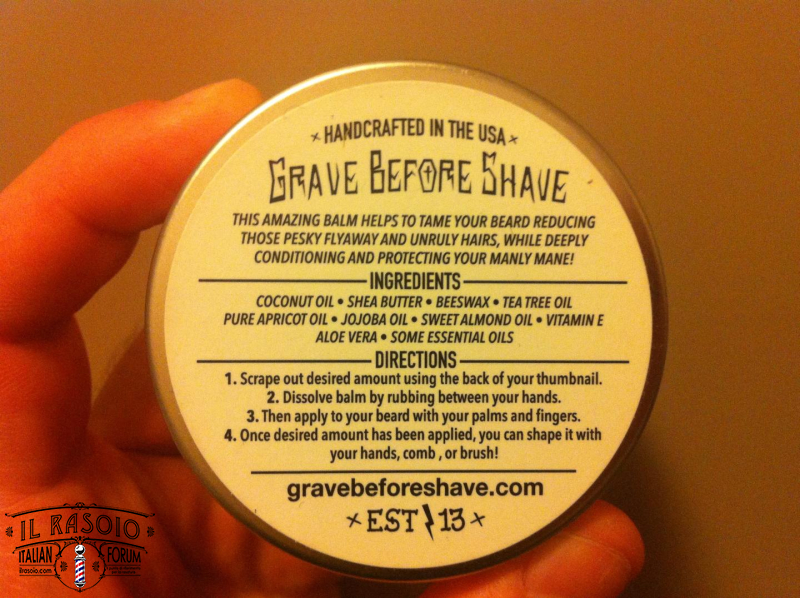 HANDCRAFTED IN THE USA
GRAVE BEFORE SHAVE
THIS AMAZING BALM HELPS TO TAME YOUR BEARD REDUCING
THOSE PESKY FLYAWAY AND UNRULY HAIRS, WHILE DEEPLY
CONDITIONING AND PROTECTING YOUR MANLY MANE!
INGREDIENTS
COCONUT OIL • SHEA BUTTER • BEESWAX • TEA TREE OIL
PURE APRICOT OIL • JOJOBA OIL • SWEET ALMOND OIL • VITAMIN E
ALOE VERA • SOME ESSENTIAL OILS
DIRECTIONS
1. Scrape out desired amount using the back of your thumbnail.
2. Dissolve balm by rubbing between your hands.
3. Then apply to your beard with your palms and fingers.
4. Once desired amount has been applied, you can shape it with
your hands, comb , or brush!
gravebeforeshave.com
EST 13
IL RASOIO
ITALIAN FORUM
ilrasoio.com